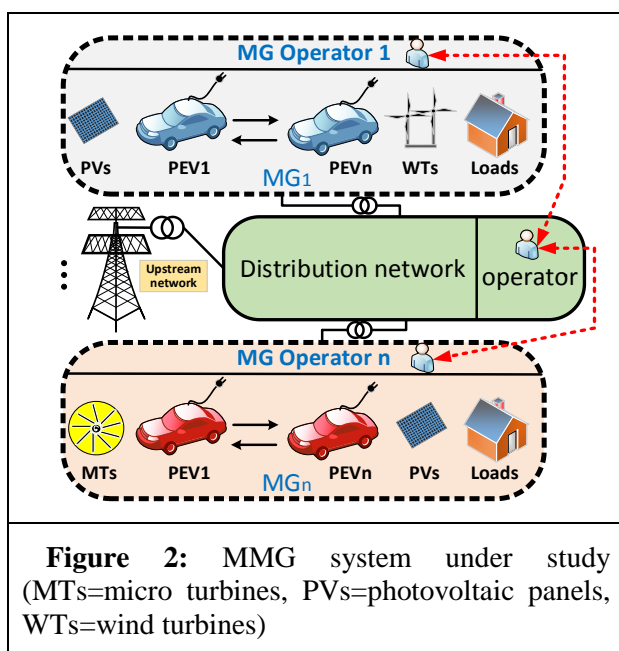 MG Operator 1
PVs PEV1 PEVn WTs Loads
MG1
Upstream
network
Distribution network
operator
MG Operator n
MTs PEV1 PEVn PVs Loads
MGn
Figure 2: MMG system under study
(MTs=micro turbines, PVs=photovoltaic panels,
WTs=wind turbines)